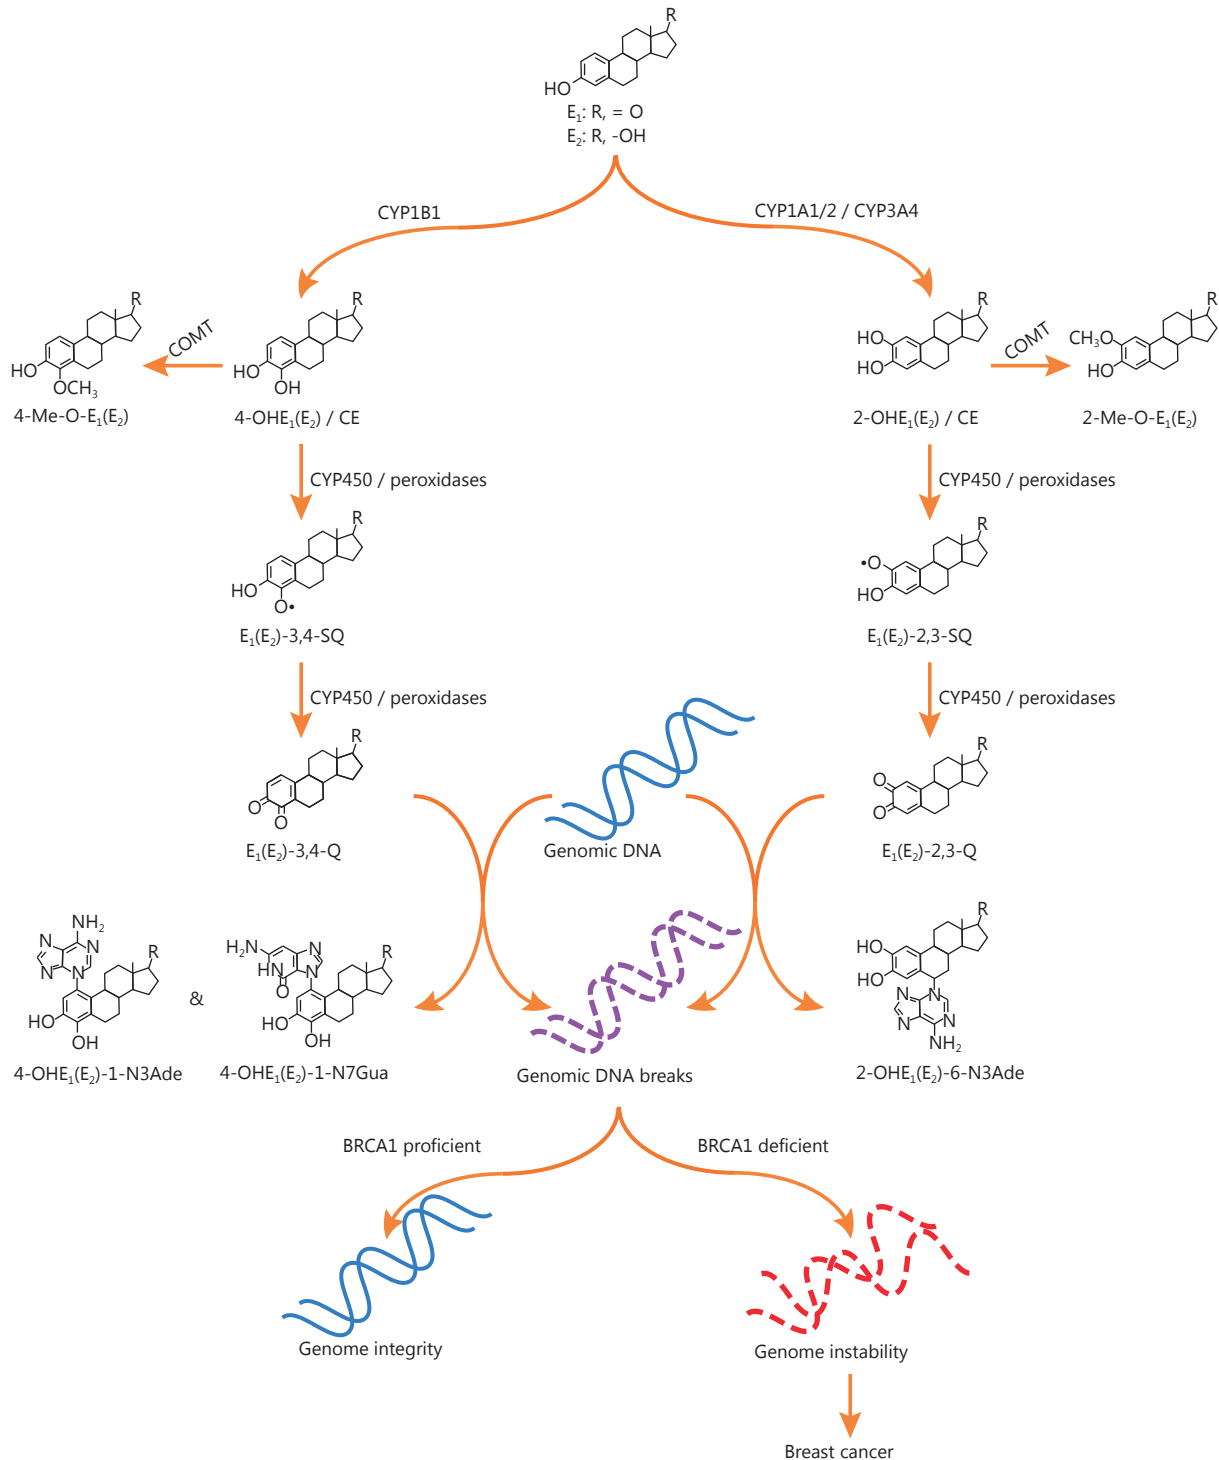 R
HO
E₁: R, = O
E₂: R, -OH
CYP1B1
CYP1A1/2 / CYP3A4
R
HO
OCH₃
4-Me-O-E₁(E₂)
COMT
R
HO
OH
4-OHE₁(E₂) / CE
R
HO
HO
2-OHE₁(E₂) / CE
COMT
R
CH₃O
HO
2-Me-O-E₁(E₂)
CYP450 / peroxidases
CYP450 / peroxidases
R
HO
O•
E₁(E₂)-3,4-SQ
R
•O
HO
E₁(E₂)-2,3-SQ
CYP450 / peroxidases
CYP450 / peroxidases
R
O
O
E₁(E₂)-3,4-Q
Genomic DNA
R
O
O
E₁(E₂)-2,3-Q
NH₂
N
N
N
N
R
HO
OH
4-OHE₁(E₂)-1-N3Ade
&
H₂N
N
HN
N
O
R
HO
OH
4-OHE₁(E₂)-1-N7Gua
Genomic DNA breaks
R
HO
HO
N
N
N
N
NH₂
2-OHE₁(E₂)-6-N3Ade
BRCA1 proficient
BRCA1 deficient
Genome integrity
Genome instability
Breast cancer